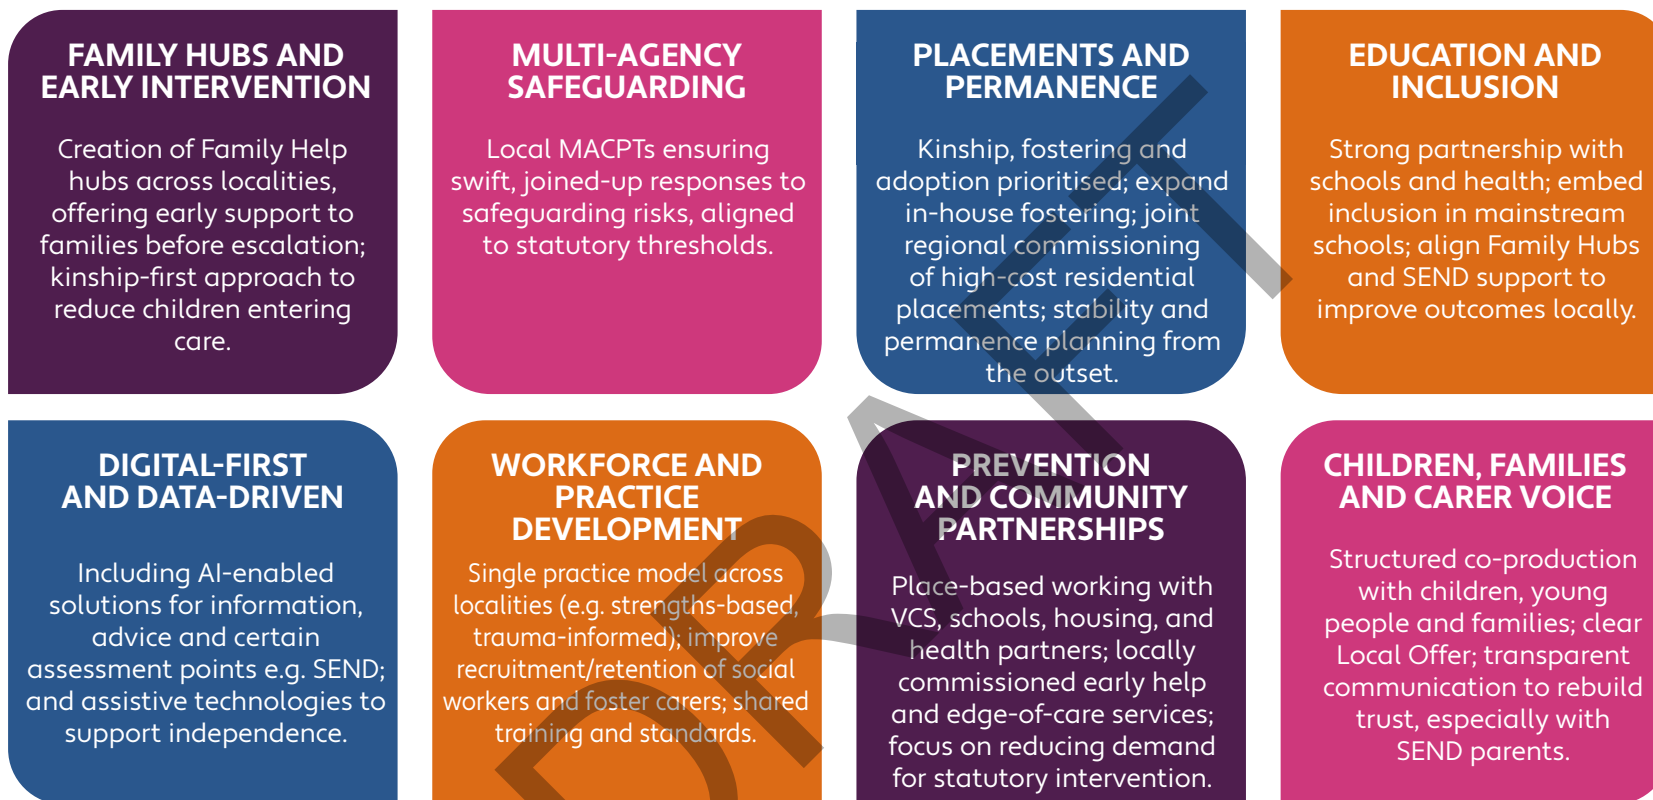 FAMILY HUBS AND
EARLY INTERVENTION
Creation of Family Help
hubs across localities,
offering early support to
families before escalation;
kinship-first approach to
reduce children entering
care.
MULTI-AGENCY
SAFEGUARDING
Local MACPTs ensuring
swift, joined-up responses to
safeguarding risks, aligned
to statutory thresholds.
PLACEMENTS AND
PERMANENCE
Kinship, fostering and
adoption prioritised; expand
in-house fostering; joint
regional commissioning
of high-cost residential
placements; stability and
permanence planning from
the outset.
EDUCATION AND
INCLUSION
Strong partnership with
schools and health; embed
inclusion in mainstream
schools; align Family Hubs
and SEND support to
improve outcomes locally.
DIGITAL-FIRST
AND DATA-DRIVEN
Including AI-enabled
solutions for information,
advice and certain
assessment points e.g. SEND;
and assistive technologies to
support independence.
WORKFORCE AND
PRACTICE
DEVELOPMENT
Single practice model across
localities (e.g. strengths-based,
trauma-informed); improve
recruitment/retention of social
workers and foster carers; shared
training and standards.
PREVENTION
AND COMMUNITY
PARTNERSHIPS
Place-based working with
VCS, schools, housing, and
health partners; locally
commissioned early help
and edge-of-care services;
focus on reducing demand
for statutory intervention.
CHILDREN, FAMILIES
AND CARER VOICE
Structured co-production
with children, young
people and families; clear
Local Offer; transparent
communication to rebuild
trust, especially with
SEND parents.
DRAFT